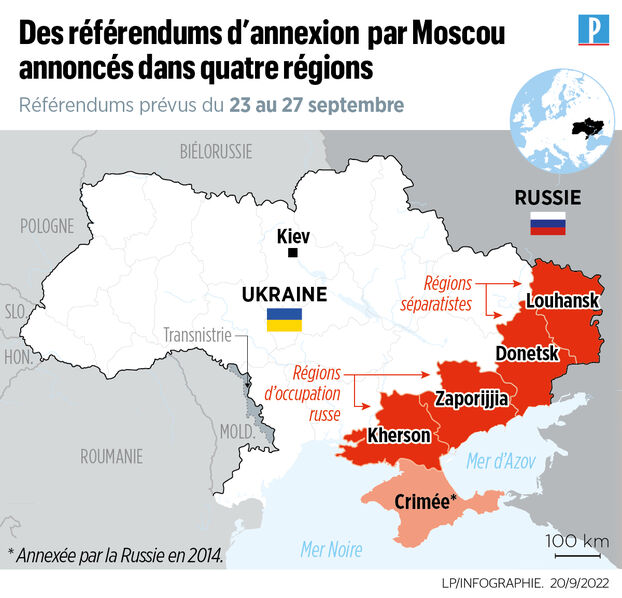 Des référendums d'annexion par Moscou
annoncés dans quatre régions
P
Référendums prévus du 23 au 27 septembre
BIÉLORUSSIE
RUSSIE
POLOGNE
Kiev
Régions
séparatistes
Louhansk
UKRAINE
SLO.
Transnistrie
Donetsk
HON.
Régions
d'occupation
russe
Zaporijjia
MOLD.
Kherson
ROUMANIE
Mer d'Azov
Crimée*
Mer Noire
100 km
* Annexée par la Russie en 2014.
LP/INFOGRAPHIE. 20/9/2022